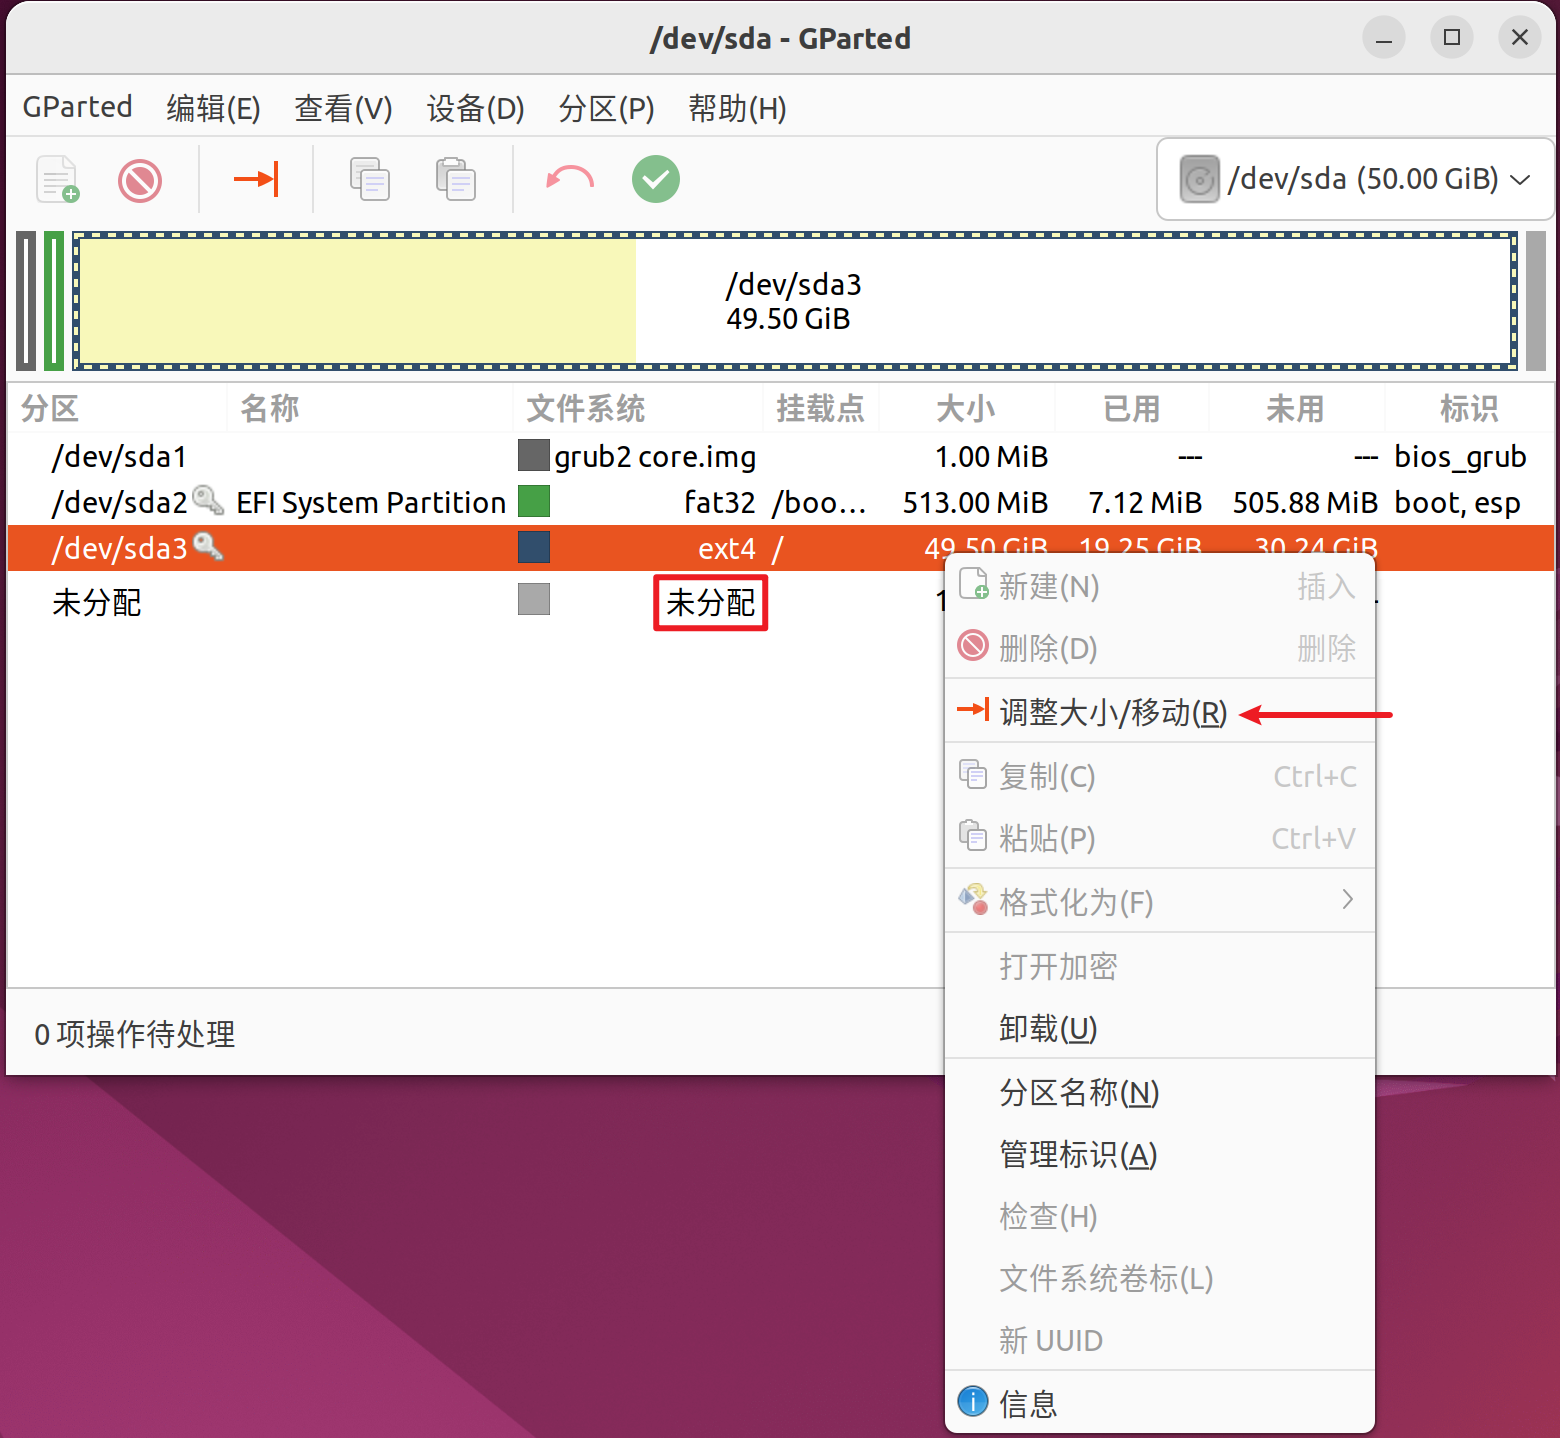 /dev/sda - GParted
GParted 编辑(E) 查看(V) 设备(D) 分区(P) 帮助(H)
/dev/sda (50.00 GiB)
/dev/sda3
49.50 GiB
分区 名称 文件系统 挂载点 大小 已用 未用 标识
/dev/sda1 grub2 core.img 1.00 MiB --- --- bios_grub
/dev/sda2 EFI System Partition fat32 /boo... 513.00 MiB 7.12 MiB 505.88 MiB boot, esp
/dev/sda3 ext4 / 49.50 GiB 19.25 GiB 30.24 GiB
未分配 未分配
新建(N) 插入
删除(D) 删除
调整大小/移动(R)
复制(C) Ctrl+C
粘贴(P) Ctrl+V
格式化为(F)
打开加密
卸载(U)
分区名称(N)
管理标识(A)
检查(H)
文件系统卷标(L)
新 UUID
信息
0 项操作待处理